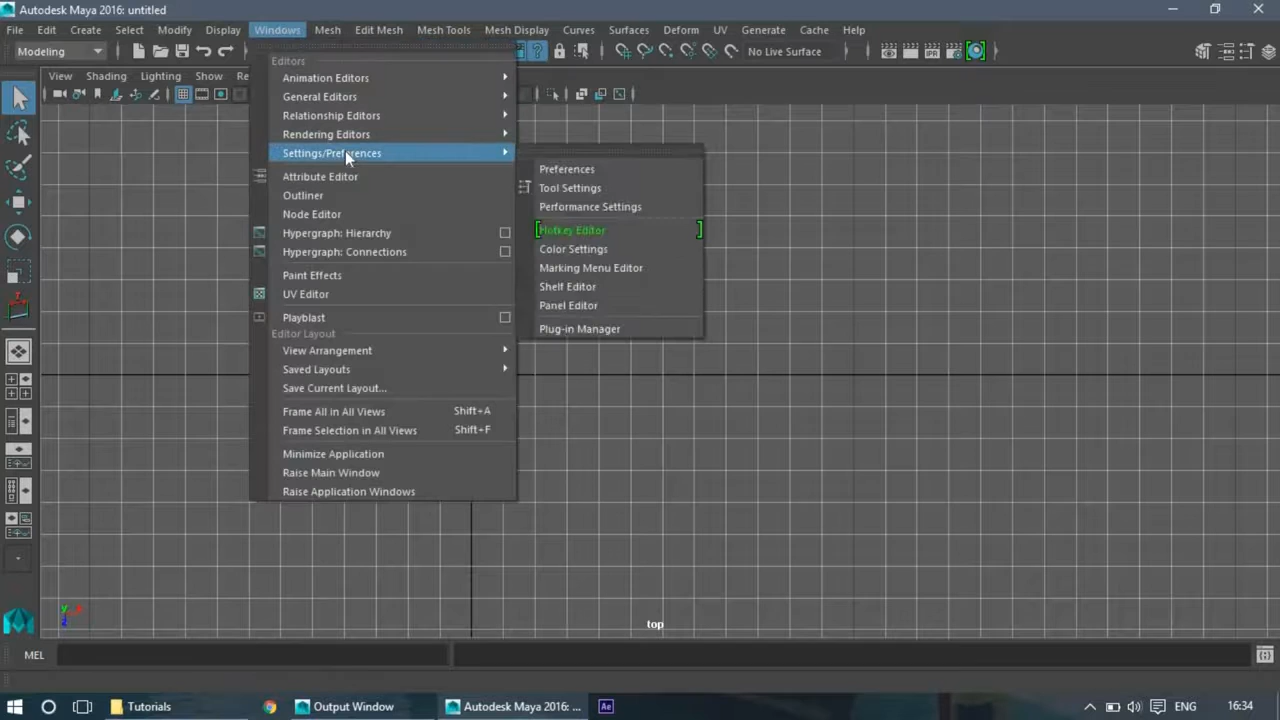 Autodesk Maya 2016: untitled
File Edit Create Select Modify Display Windows Mesh Edit Mesh Mesh Tools Mesh Display Curves Surfaces Deform UV Generate Cache Help
Modeling
No Live Surface
IPR
View Shading Lighting Show Re
Editors
Animation Editors
General Editors
Relationship Editors
Rendering Editors
Settings/Preferences
Attribute Editor
Outliner
Node Editor
Hypergraph: Hierarchy
Hypergraph: Connections
Paint Effects
UV Editor
Playblast
Editor Layout
View Arrangement
Saved Layouts
Save Current Layout...
Frame All in All Views Shift+A
Frame Selection in All Views Shift+F
Minimize Application
Raise Main Window
Raise Application Windows
Preferences
Tool Settings
Performance Settings
Hotkey Editor
Color Settings
Marking Menu Editor
Shelf Editor
Panel Editor
Plug-in Manager
top
MEL
Tutorials
Output Window
Autodesk Maya 2016: ...
Ae
ENG
16:34